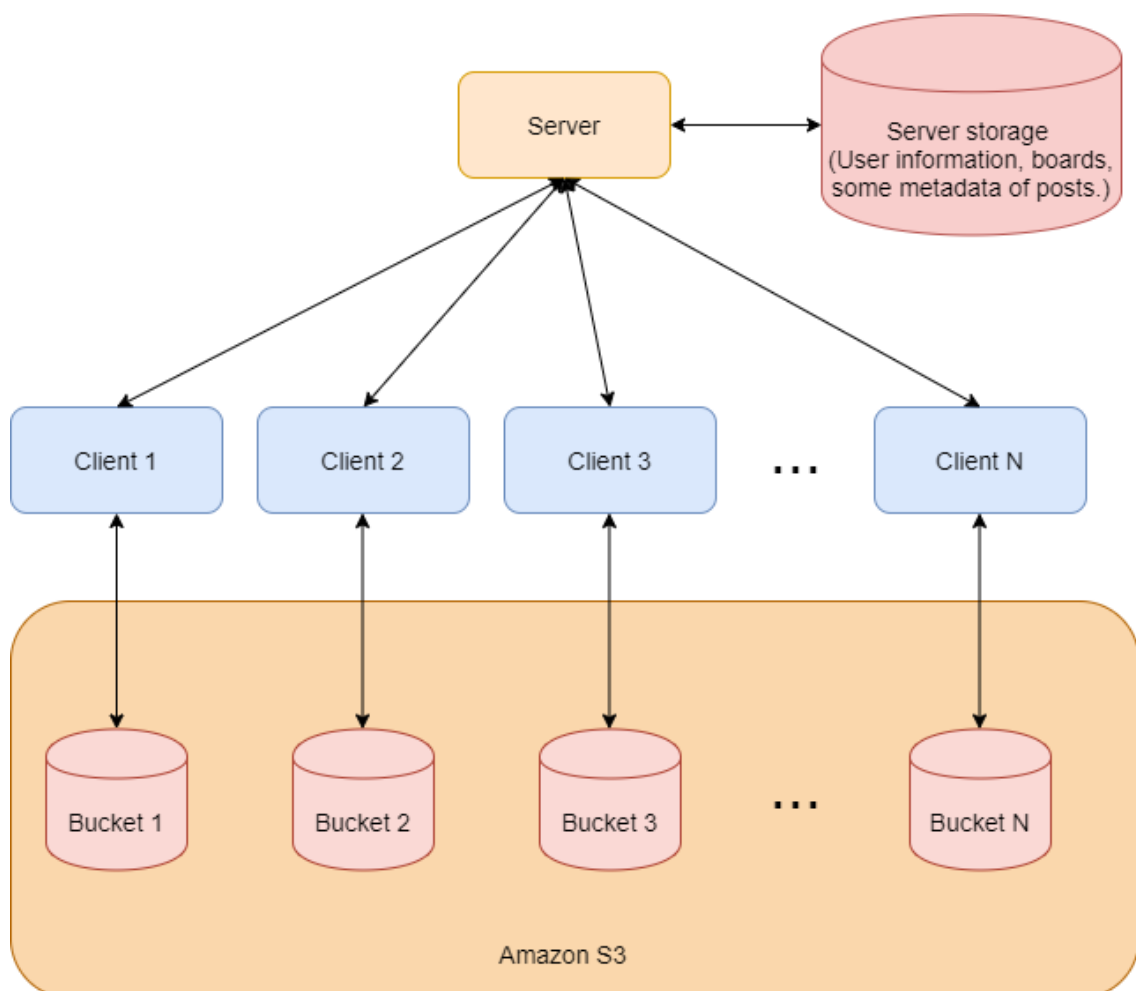 Server
Server storage
(User information, boards,
some metadata of posts.)
Client 1
Client 2
Client 3
...
Client N
Bucket 1
Bucket 2
Bucket 3
...
Bucket N
Amazon S3